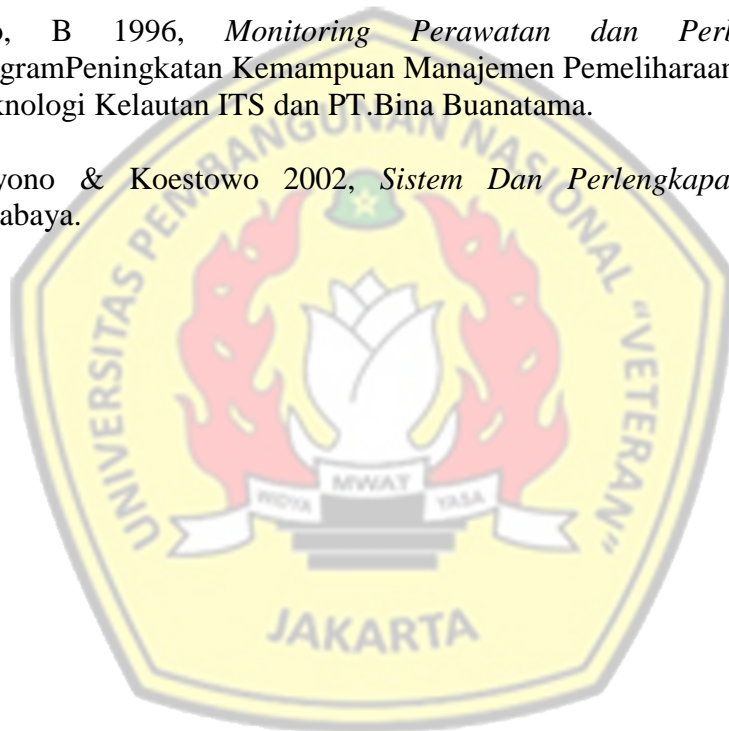 o, B 1996, Monitoring Perawatan dan Perb
gramPeningkatan Kemampuan Manajemen Pemeliharaan
knologi Kelautan ITS dan PT.Bina Buanatama.
yono & Koestowo 2002, Sistem Dan Perlengkapa
abaya.
UNIVERSITAS PEMBANGUNAN NASIONAL "VETERAN"
WIDYA MWAT YASA
JAKARTA